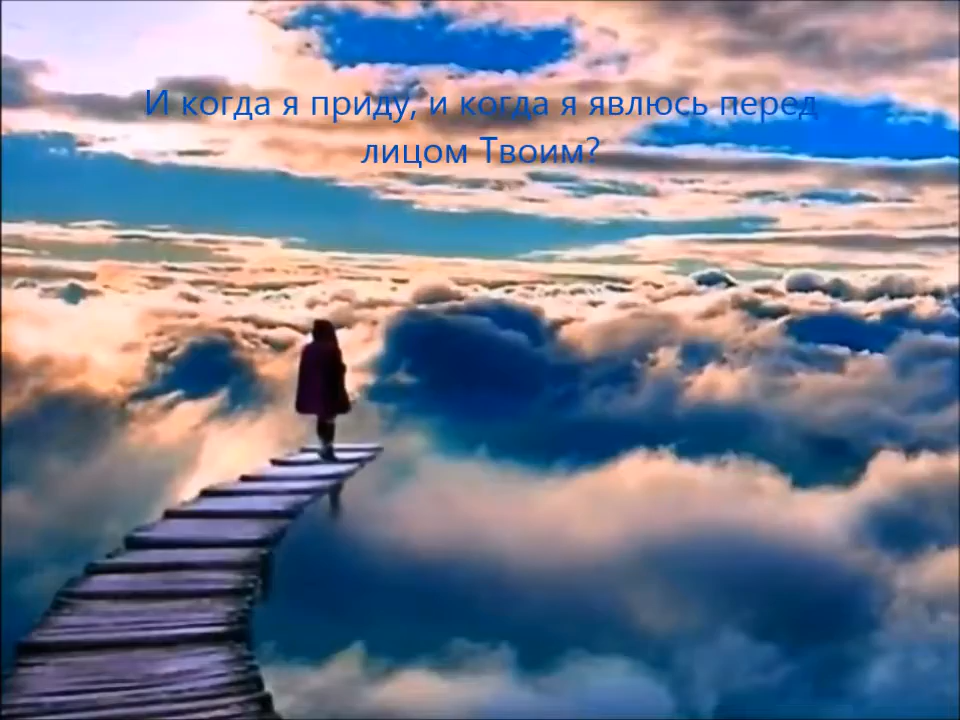 И когда я приду, и когда я явлюсь перед
лицом Твоим?